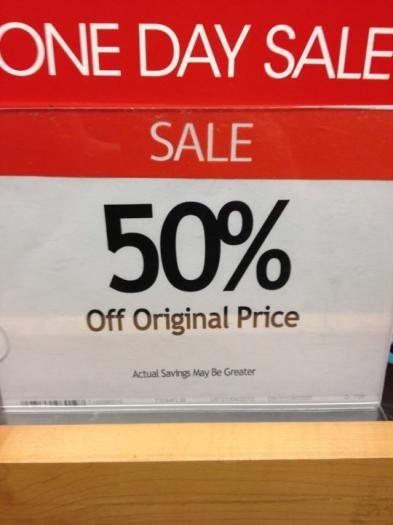 ONE DAY SALE
SALE
50%
Off Original Price
Actual Savings May Be Greater